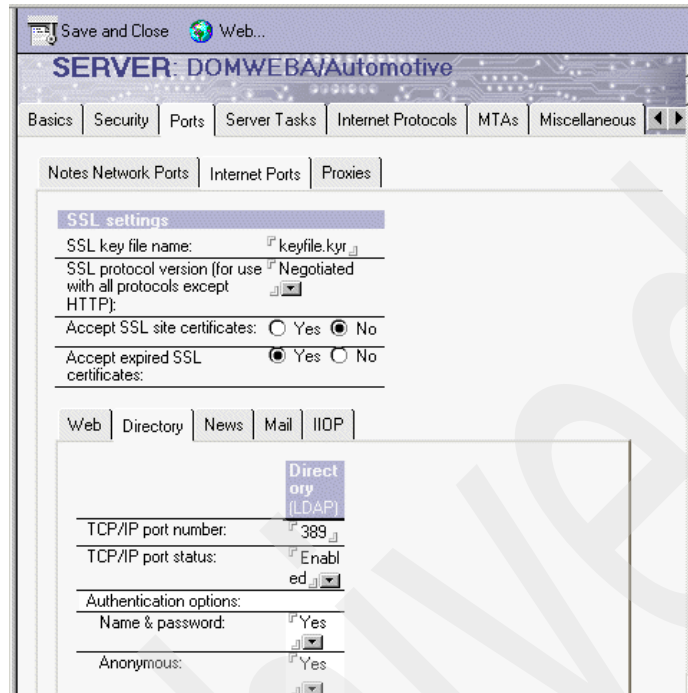 Save and Close Web...
SERVER: DOMWEBA/Automotive
Basics Security Ports Server Tasks Internet Protocols MTAs Miscellaneous
Notes Network Ports Internet Ports Proxies
SSL settings
SSL key file name: keyfile.kyr
SSL protocol version (for use Negotiated
with all protocols except
HTTP):
Accept SSL site certificates: Yes No
Accept expired SSL Yes No
certificates:
Web Directory News Mail IIOP
Direct
ory
(LDAP)
TCP/IP port number: 389
TCP/IP port status: Enabl
ed
Authentication options:
Name & password: Yes
Anonymous: Yes